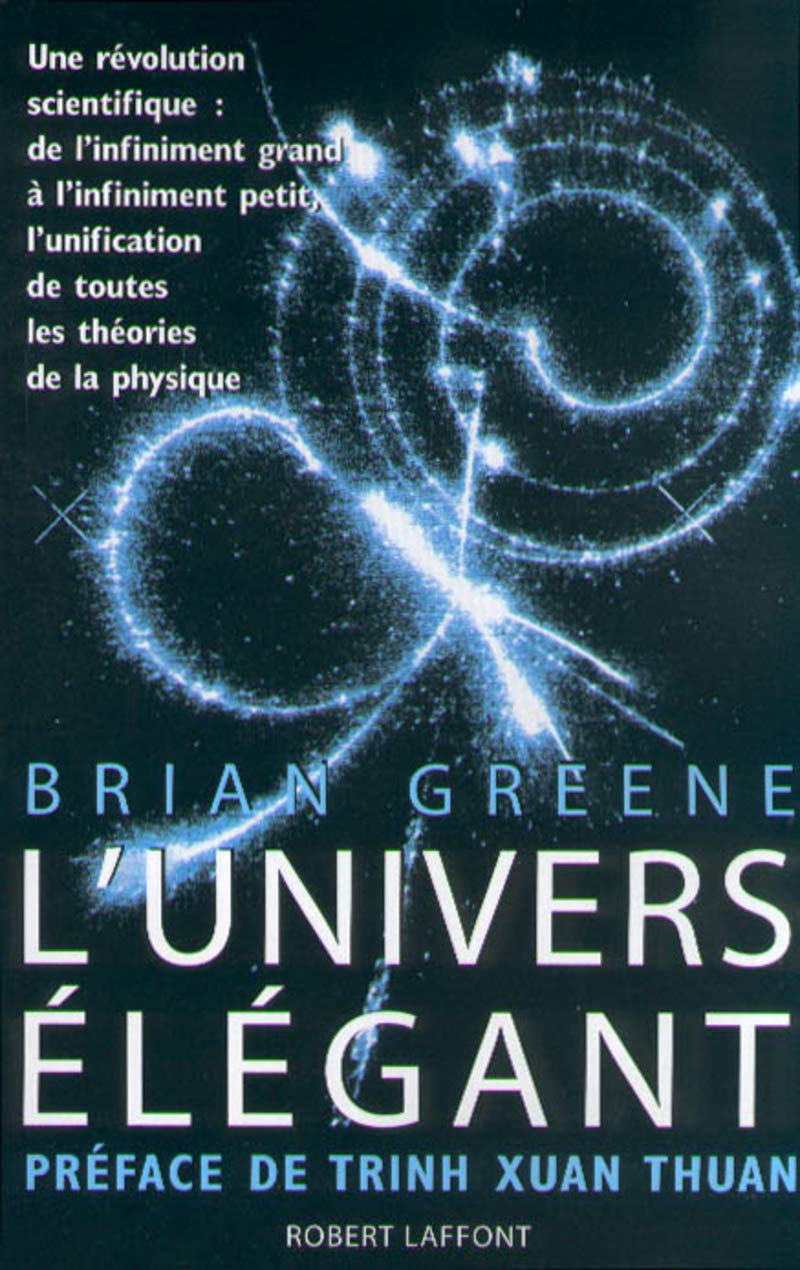 Une révolution
scientifique :
de l'infiniment grand
à l'infiniment petit,
l'unification
de toutes
les théories
de la physique
BRIAN GREENE
L'UNIVERS
ÉLÉGANT
PRÉFACE DE TRINH XUAN THUAN
ROBERT LAFFONT